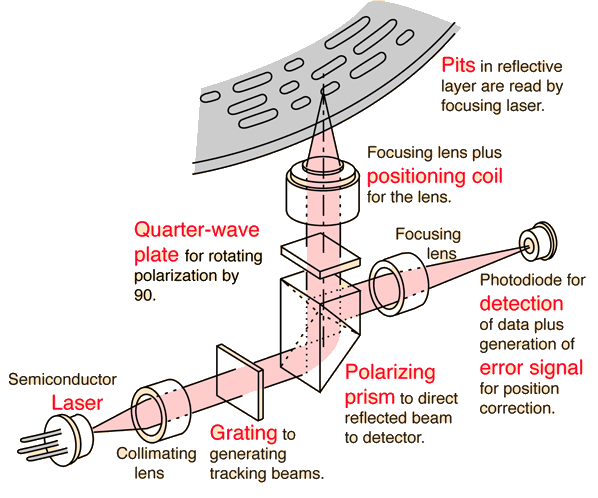 Pits in reflective
layer are read by
focusing laser.
Focusing lens plus
positioning coil
for the lens.
Quarter-wave
plate for rotating
polarization by
90.
Focusing
lens
Photodiode for
detection
of data plus
generation of
error signal
for position
correction.
Semiconductor
Laser
Collimating
lens
Grating to
generating
tracking beams.
Polarizing
prism to direct
reflected beam
to detector.